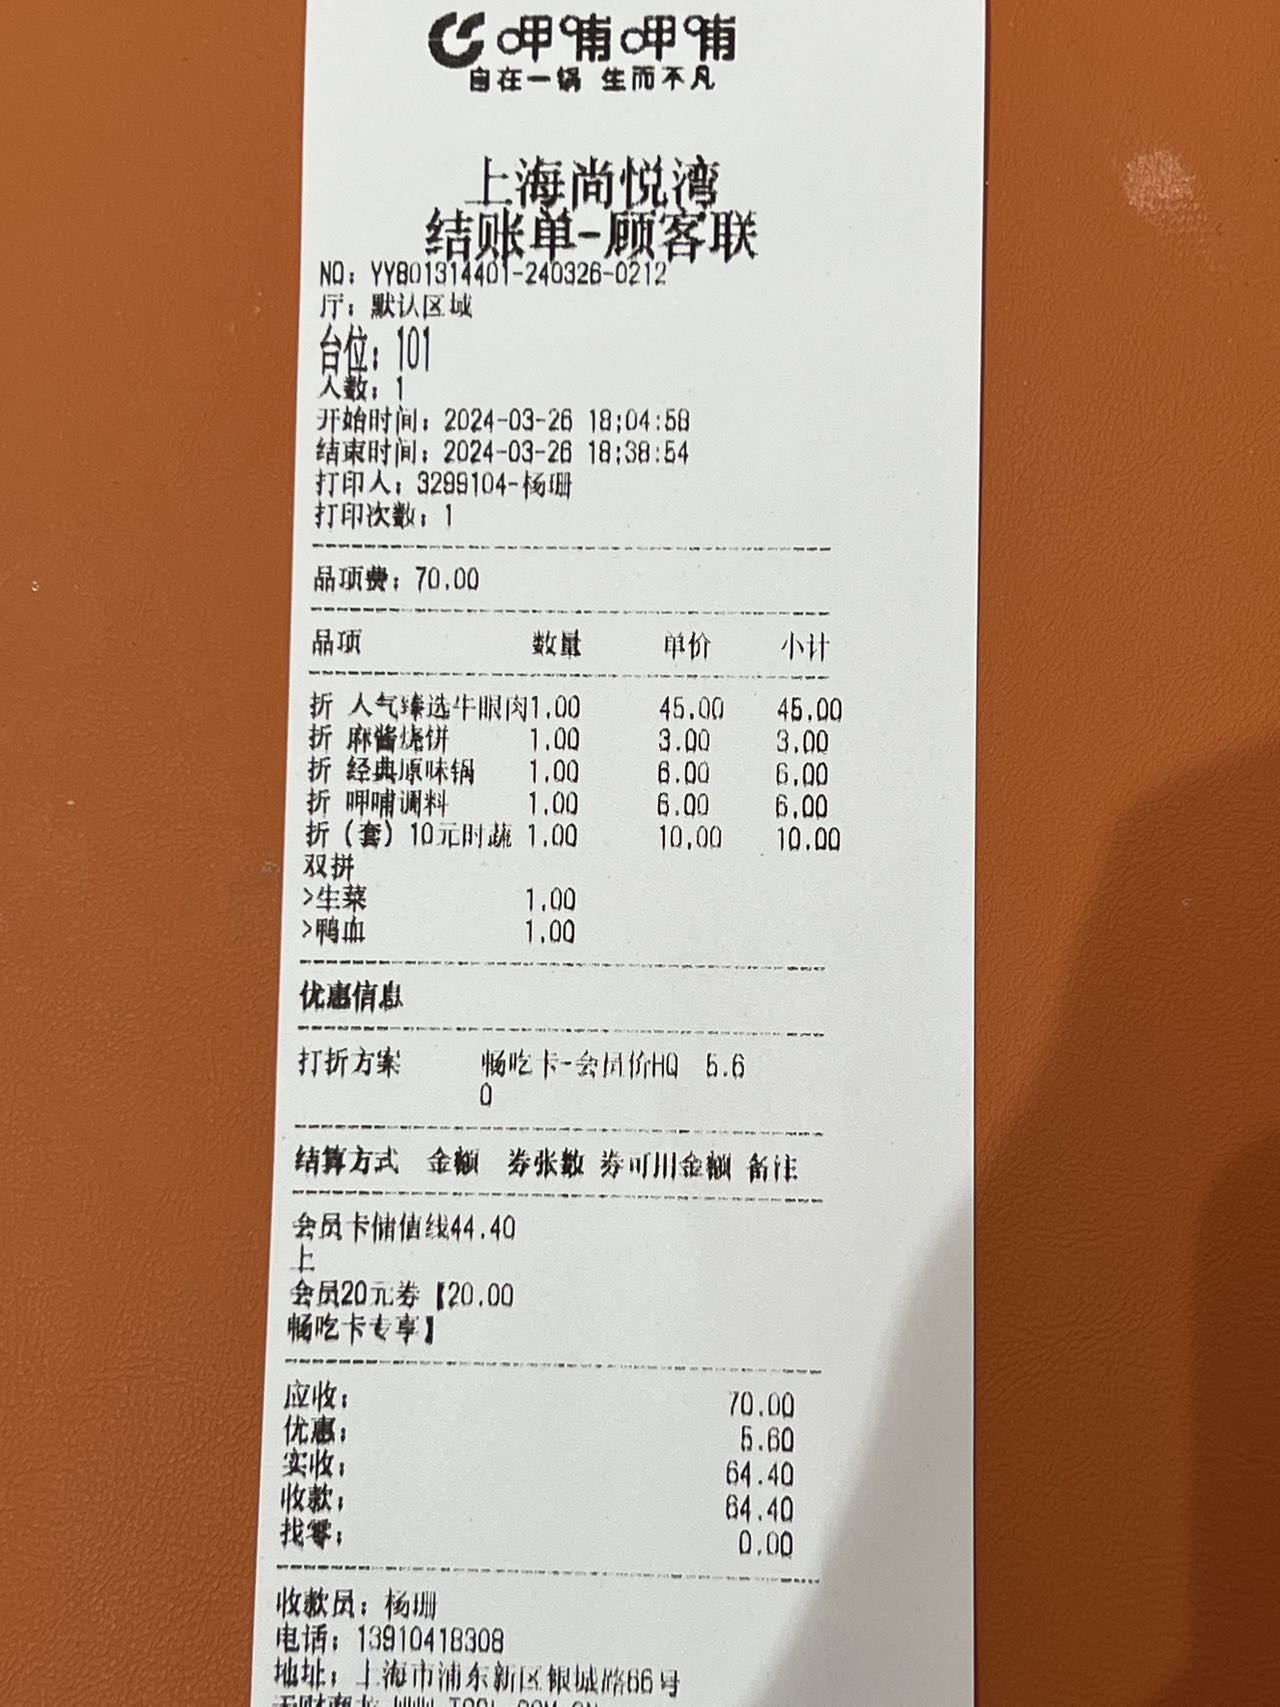 呷哺呷哺
自在一锅 生而不凡
上海尚悦湾
结账单-顾客联
NO: YY801314401-240326-0212
厅: 默认区域
台位: 101
人数: 1
开始时间: 2024-03-26 18:04:58
结束时间: 2024-03-26 18:38:54
打印人: 3299104-杨珊
打印次数: 1
品项费: 70.00
品项 数量 单价 小计
折 人气臻选牛眼肉1.00 45.00 45.00
折 麻酱烧饼 1.00 3.00 3.00
折 经典原味锅 1.00 6.00 6.00
折 呷哺调料 1.00 6.00 6.00
折 (套) 10元时蔬 1.00 10.00 10.00
双拼
>生菜 1.00
>鸭血 1.00
优惠信息
打折方案 畅吃卡-会员价HQ 5.6
0
结算方式 金额 券张数 券可用金额 备注
会员卡储值线44.40
上
会员20元券【20.00
畅吃卡专享】
应收: 70.00
优惠: 5.60
实收: 64.40
收款: 64.40
找零: 0.00
收款员: 杨珊
电话: 13910418308
地址: 上海市浦东新区银城路66号